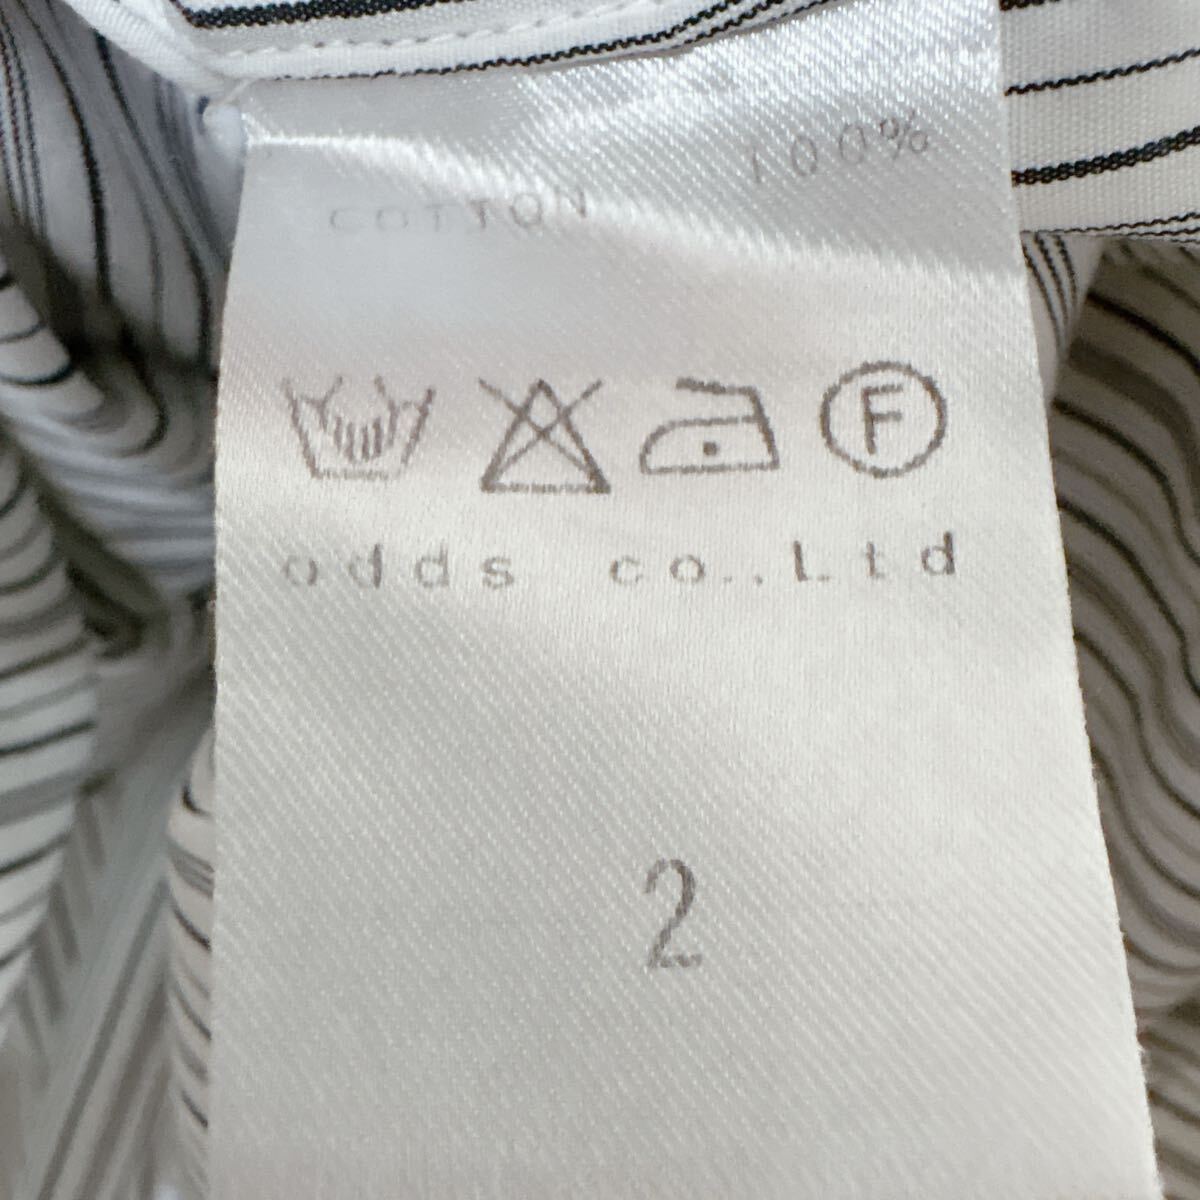 COTTON 100%
F
odds co.,Ltd
2